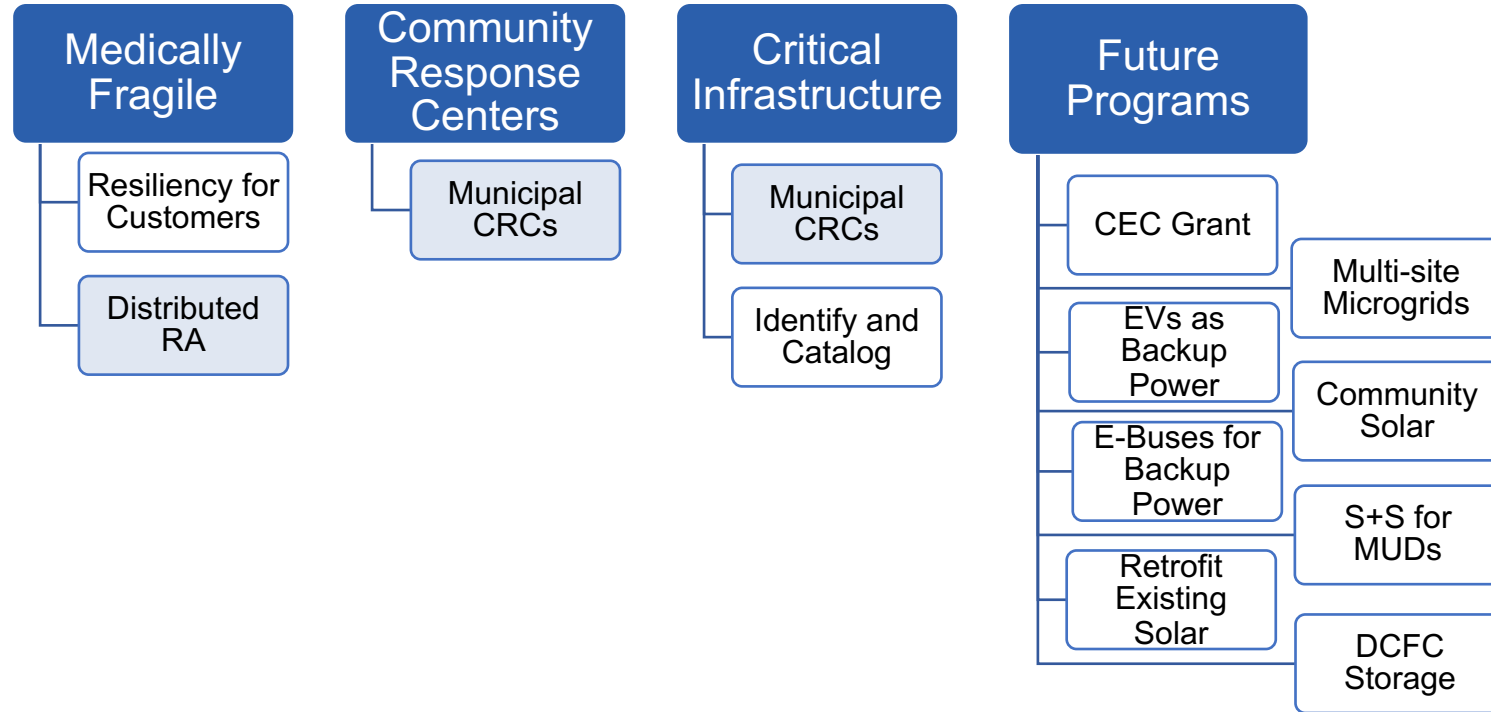 Medically
Fragile
Resiliency for
Customers
Distributed
RA
Community
Response
Centers
Municipal
CRCs
Critical
Infrastructure
Municipal
CRCs
Identify and
Catalog
Future
Programs
CEC Grant
Multi-site
Microgrids
EVs as
Backup
Power
Community
Solar
E-Buses for
Backup
Power
S+S for
MUDs
Retrofit
Existing
Solar
DCFC
Storage